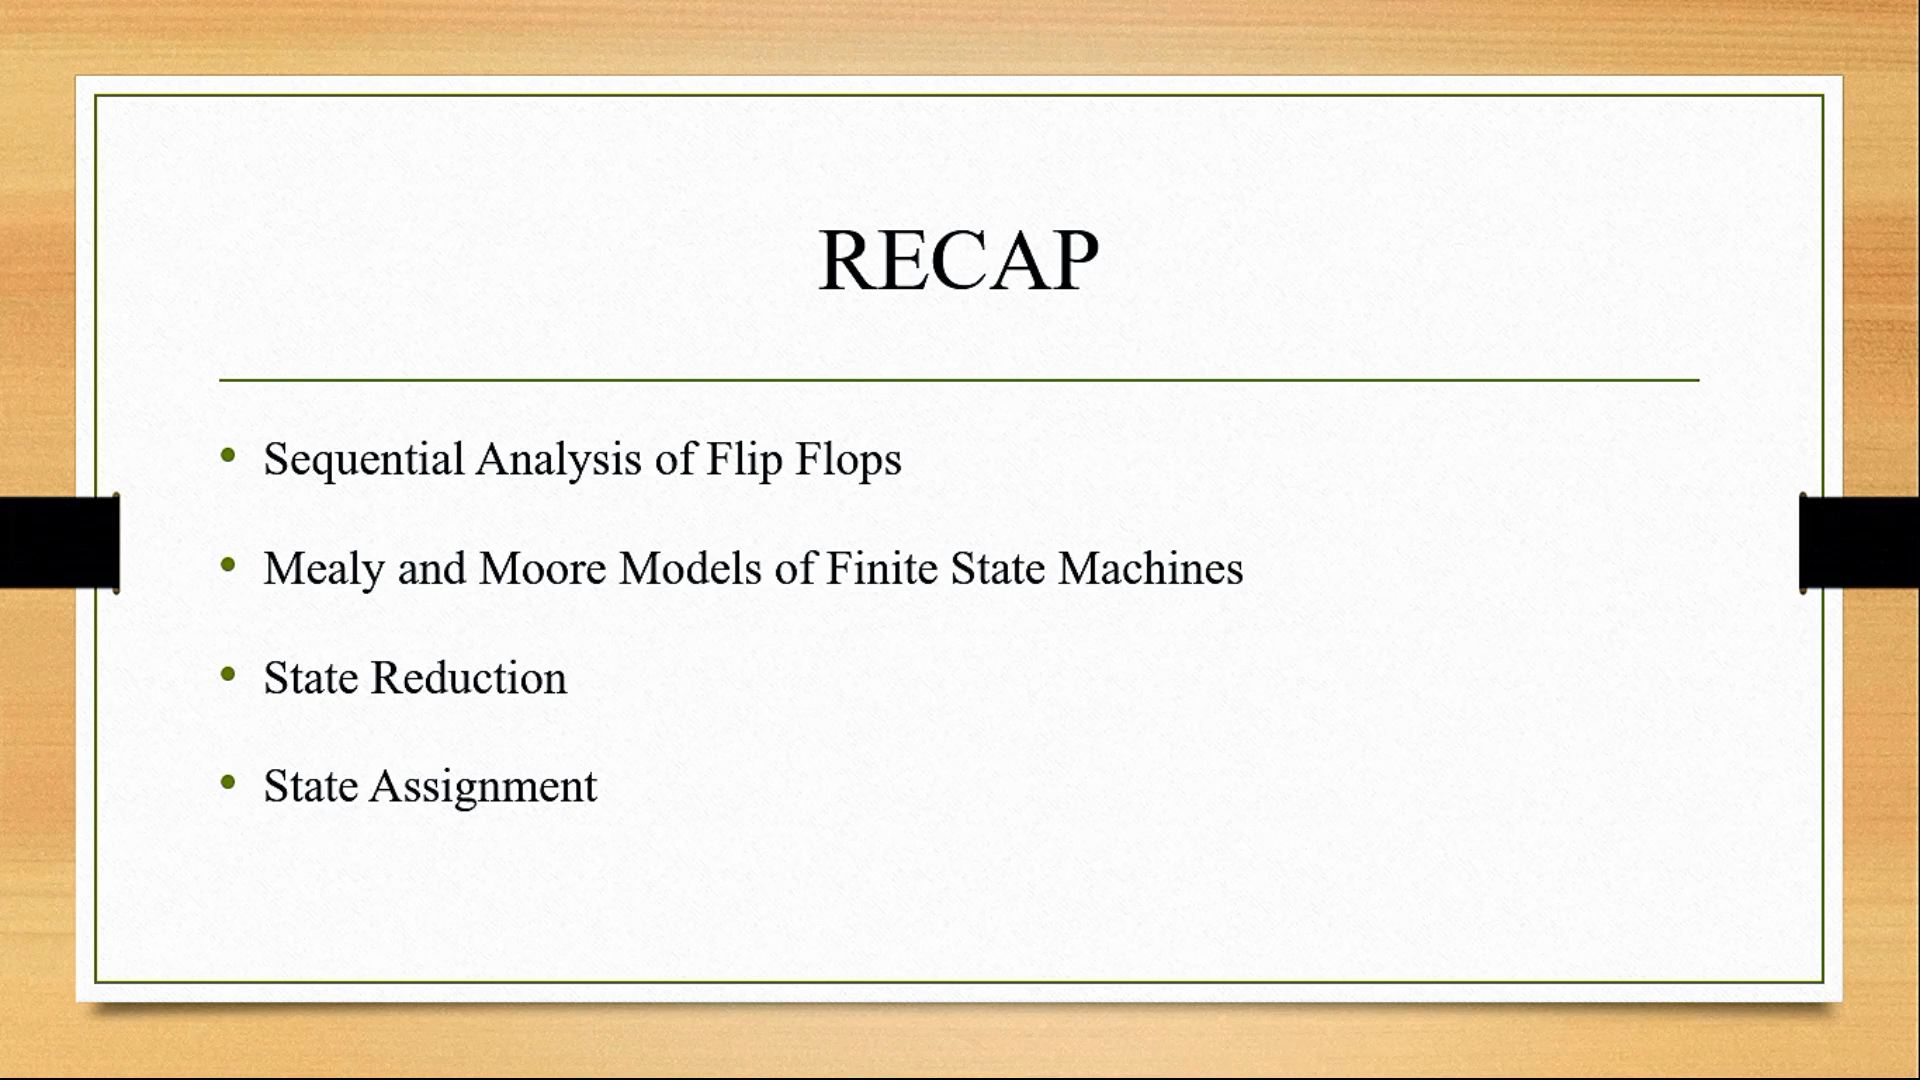 RECAP
• Sequential Analysis of Flip Flops
• Mealy and Moore Models of Finite State Machines
• State Reduction
• State Assignment